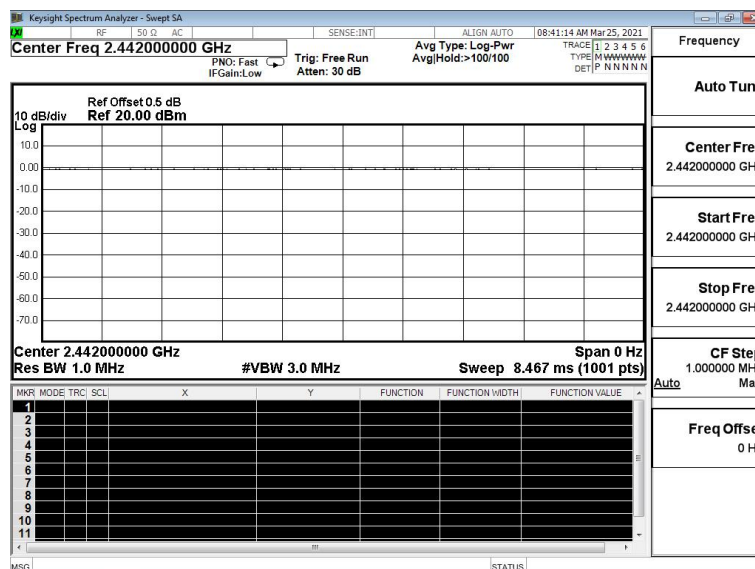 Keysight Spectrum Analyzer - Swept SA
LXI RF 50 Ω AC SENSE:INT ALIGN AUTO 08:41:14 AM Mar 25, 2021
Center Freq 2.442000000 GHz
PNO: Fast
IFGain:Low
Trig: Free Run
Atten: 30 dB
Avg Type: Log-Pwr
Avg|Hold:>100/100
TRACE 1 2 3 4 5 6
TYPE M WWWWW
DET P N N N N N
Ref Offset 0.5 dB
10 dB/div Ref 20.00 dBm
Log
10.0
0.00
-10.0
-20.0
-30.0
-40.0
-50.0
-60.0
-70.0
Center 2.442000000 GHz Span 0 Hz
Res BW 1.0 MHz #VBW 3.0 MHz Sweep 8.467 ms (1001 pts)
MKR MODE TRC SCL X Y FUNCTION FUNCTION WIDTH FUNCTION VALUE
1
2
3
4
5
6
7
8
9
10
11
MSG STATUS
Frequency
Auto Tun
Center Fre
2.442000000 GH
Start Fre
2.442000000 GH
Stop Fre
2.442000000 GH
CF Ste
1.000000 MH
Auto Ma
Freq Offse
0 H